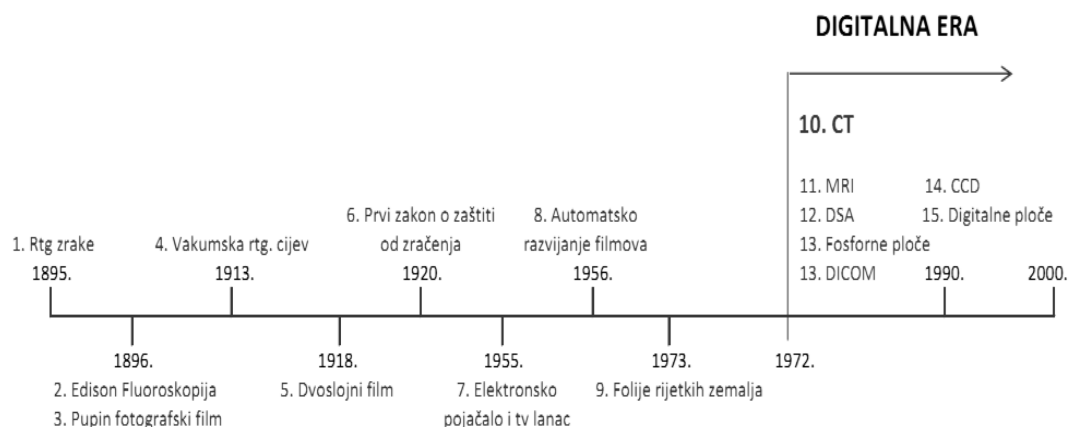 DIGITALNA ERA
10. CT
11. MRI
14. CCD
12. DSA
15. Digitalne ploče
13. Fosforne ploče
13. DICOM
1990.
2000.
1. Rtg zrake
1895.
4. Vakumska rtg. cijev
1913.
6. Prvi zakon o zaštiti
od zračenja
1920.
8. Automatsko
razvijanje filmova
1956.
1896.
2. Edison Fluoroskopija
3. Pupin fotografski film
1918.
5. Dvoslojni film
1955.
7. Elektronsko
pojačalo i tv lanac
1973.
9. Folije rijetkih zemalja
1972.